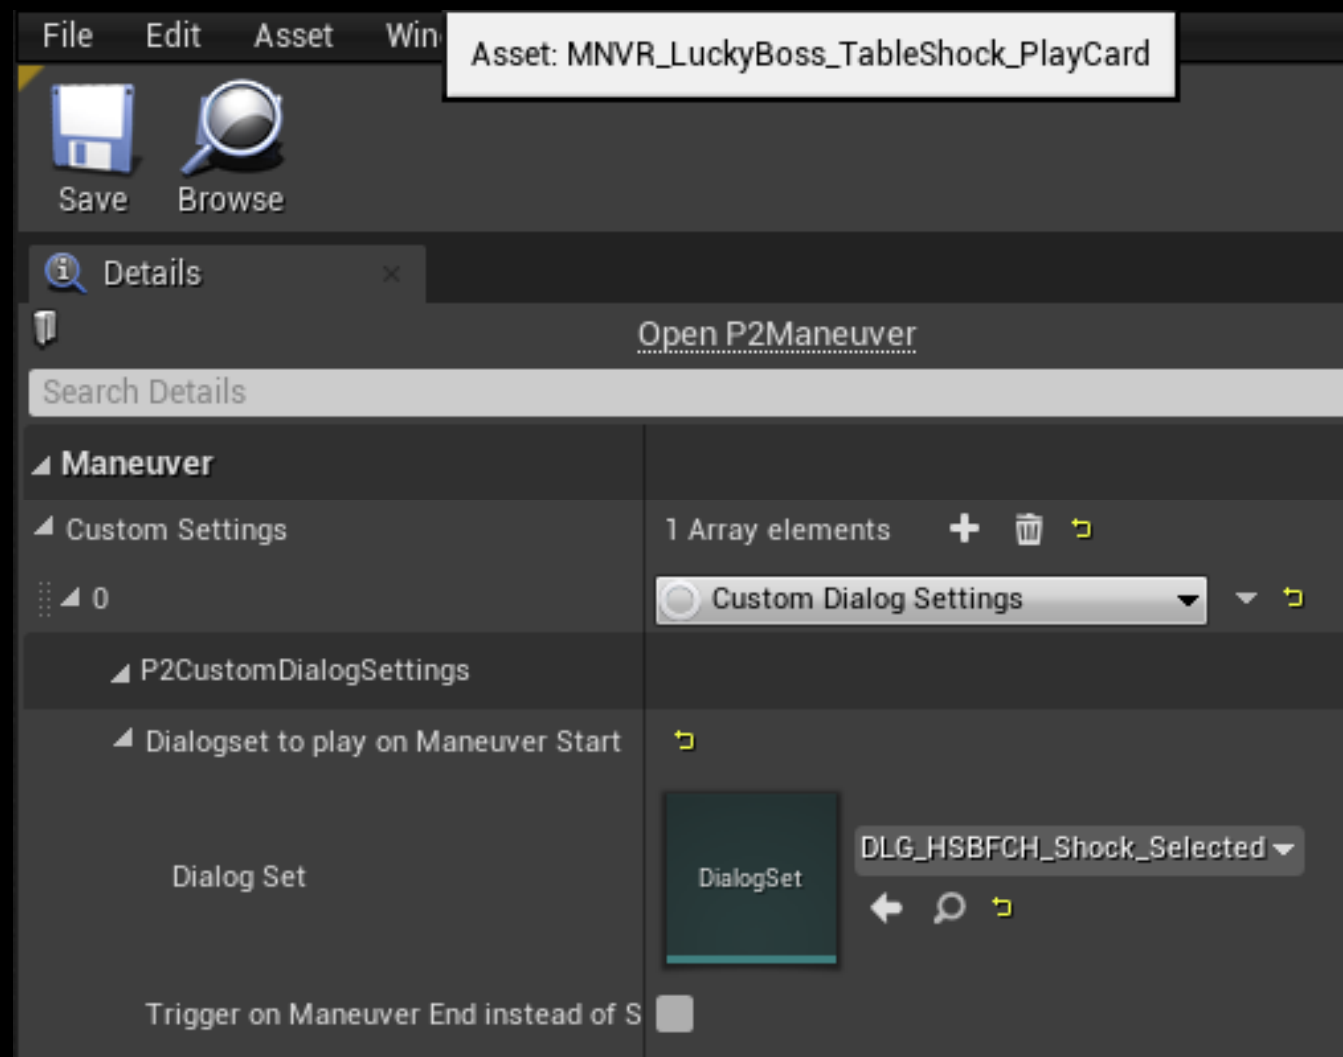 File Edit Asset Win
Asset: MNVR_LuckyBoss_TableShock_PlayCard
Save Browse
Details
Open P2Maneuver
Search Details
Maneuver
Custom Settings 1 Array elements
0 Custom Dialog Settings
P2CustomDialogSettings
Dialogset to play on Maneuver Start
Dialog Set DialogSet DLG_HSBFCH_Shock_Selected
Trigger on Maneuver End instead of S